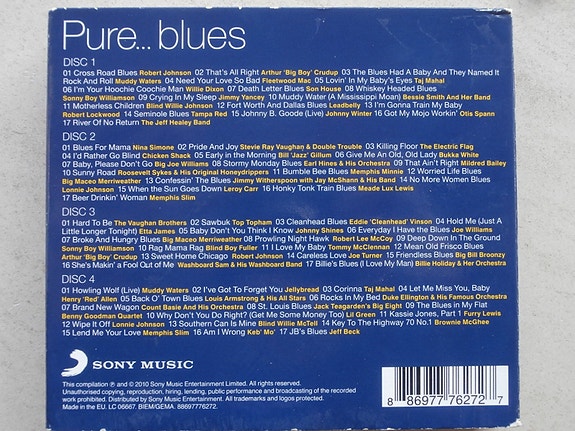 Pure... blues
DISC 1
01 Cross Road Blues Robert Johnson 02 That's All Right Arthur 'Big Boy' Crudup 03 The Blues Had A Baby And They Named It
Rock And Roll Muddy Waters 04 Need Your Love So Bad Fleetwood Mac 05 Lovin' In My Baby's Eyes Taj Mahal
06 I'm Your Hoochie Coochie Man Willie Dixon 07 Death Letter Blues Son House 08 Whiskey Headed Blues
Sonny Boy Williamson 09 Crying In My Sleep Jimmy Yancey 10 Muddy Water (A Mississippi Moan) Bessie Smith And Her Band
11 Motherless Children Blind Willie Johnson 12 Fort Worth And Dallas Blues Leadbelly 13 I'm Gonna Train My Baby
Robert Lockwood 14 Seminole Blues Tampa Red 15 Johnny B. Goode (Live) Johnny Winter 16 Got My Mojo Workin' Otis Spann
17 River Of No Return The Jeff Healey Band
DISC 2
01 Blues For Mama Nina Simone 02 Pride and Joy Stevie Ray Vaughan & Double Trouble 03 Killing Floor The Electric Flag
04 I'd Rather Go Blind Chicken Shack 05 Early in the Morning Bill 'Jazz' Gillum 06 Give Me An Old, Old Lady Bukka White
07 Baby, Please Don't Go Big Joe Williams 08 Stormy Monday Blues Earl Hines & His Orchestra 09 That Ain't Right Mildred Bailey
10 Sunny Road Roosevelt Sykes & His Original Honeydrippers 11 Bumble Bee Blues Memphis Minnie 12 Worried Life Blues
Big Maceo Merriweather 13 Confessin' The Blues Jimmy Witherspoon with Jay McShann & His Band 14 No More Women Blues
Lonnie Johnson 15 When the Sun Goes Down Leroy Carr 16 Honky Tonk Train Blues Meade Lux Lewis
17 Beer Drinkin' Woman Memphis Slim
DISC 3
01 Hard To Be The Vaughan Brothers 02 Sawbuk Top Topham 03 Cleanhead Blues Eddie 'Cleanhead' Vinson 04 Hold Me (Just A
Little Longer Tonight) Etta James 05 Baby Don't You Think I Know Johnny Shines 06 Everyday I Have the Blues Joe Williams
07 Broke And Hungry Blues Big Maceo Merriweather 08 Prowling Night Hawk Robert Lee McCoy 09 Deep Down In The Ground
Sonny Boy Williamson 10 Rag Mama Rag Blind Boy Fuller 11 I Love My Baby Tommy McClennan 12 Mean Old Frisco Blues
Arthur 'Big Boy' Crudup 13 Sweet Home Chicago Robert Johnson 14 Careless Love Joe Turner 15 Friendless Blues Big Bill Broonzy
16 She's Makin' a Fool Out of Me Washboard Sam & His Washboard Band 17 Billie's Blues (I Love My Man) Billie Holiday & Her Orchestra
DISC 4
01 Howling Wolf (Live) Muddy Waters 02 I've Got To Forget You Jellybread 03 Corinna Taj Mahal 04 Let Me Miss You, Baby
Henry 'Red' Allen 05 Back O' Town Blues Louis Armstrong & His All Stars 06 Rocks In My Bed Duke Ellington & His Famous Orchestra
07 Brand New Wagon Count Basie And His Orchestra 08 St. Louis Blues Jack Teagarden's Big Eight 09 The Blues in My Flat
Benny Goodman Quartet 10 Why Don't You Do Right? (Get Me Some Money Too) Lil Green 11 Kassie Jones, Part 1 Furry Lewis
12 Wipe It Off Lonnie Johnson 13 Southern Can Is Mine Blind Willie McTell 14 Key To The Highway 70 No.1 Brownie McGhee
15 Lend Me Your Love Memphis Slim 16 Am I Wrong Keb' Mo' 17 JB's Blues Jeff Beck
SONY MUSIC
This compilation ℗ and © 2010 Sony Music Entertainment Limited. All rights reserved.
Unauthorised copying, reproduction, hiring, lending, public performance and broadcasting of the recorded
work prohibited. Distributed by Sony Music Entertainment. All trademarks and logos protected.
Made in the EU. LC 06667. BIEM/GEMA. 88697776272.
8 86977 76272 7